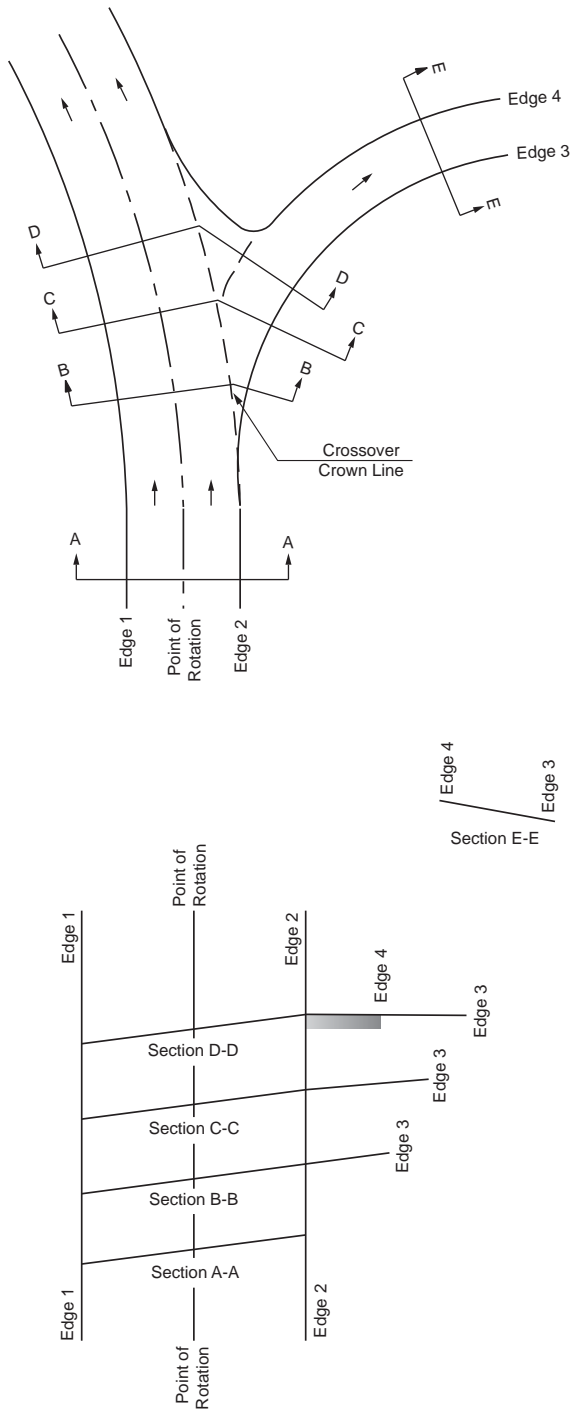 E
Edge 4
Edge 3
E
D
D
C
C
B
B
Crossover
Crown Line
A
A
Edge 1
Point of
Rotation
Edge 2
Edge 4
Edge 3
Section E-E
Edge 1
Point of
Rotation
Edge 2
Edge 4
Edge 3
Section D-D
Edge 3
Section C-C
Edge 3
Section B-B
Section A-A
Edge 1
Point of
Rotation
Edge 2